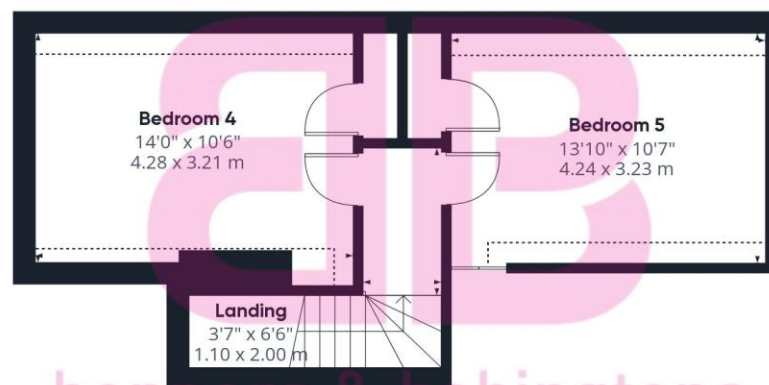 Bedroom 4
14'0" x 10'6"
4.28 x 3.21 m
Bedroom 5
13'10" x 10'7"
4.24 x 3.23 m
Landing
3'7" x 6'6"
1.10 x 2.00 m